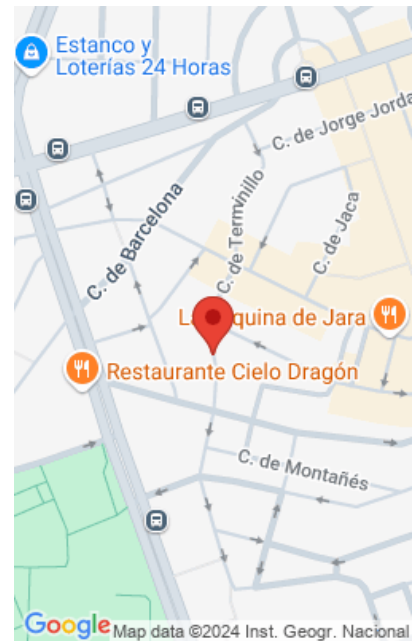 Estanco y
Loterías 24 Horas
C. de Jorge Jorda
C. de Terminillo
C. de Jaca
C. de Barcelona
quina de Jara
Restaurante Cielo Dragón
C. de Montañés
Google
Map data ©2024 Inst. Geogr. Nacional